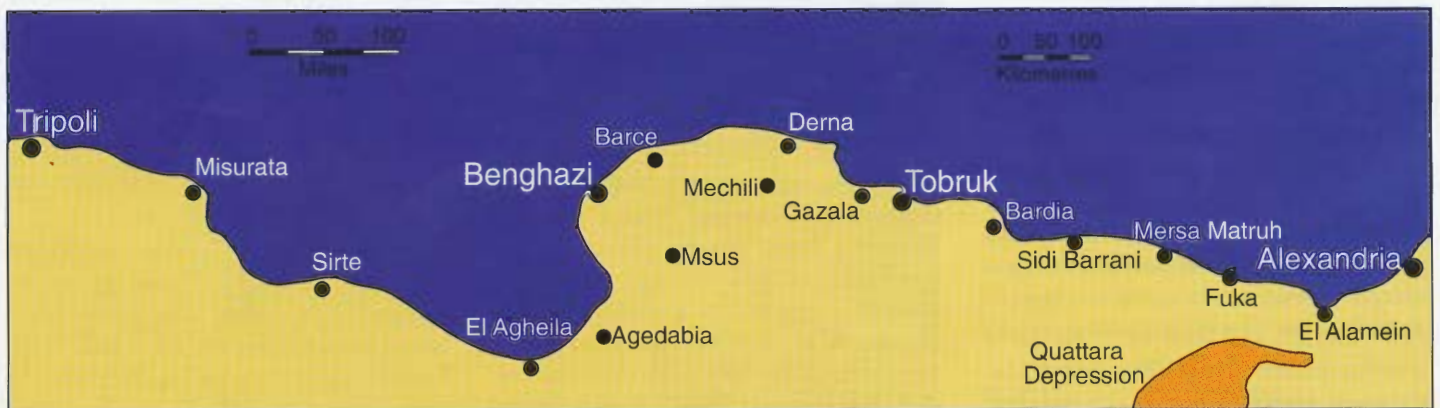 0 50 100
Miles
0 50 100
Kilometres
Tripoli
Misurata
Sirte
El Agheila
Agedabia
Benghazi
Barce
Msus
Mechili
Derna
Gazala
Tobruk
Bardia
Sidi Barrani
Mersa Matruh
Fuka
Alexandria
El Alamein
Quattara
Depression